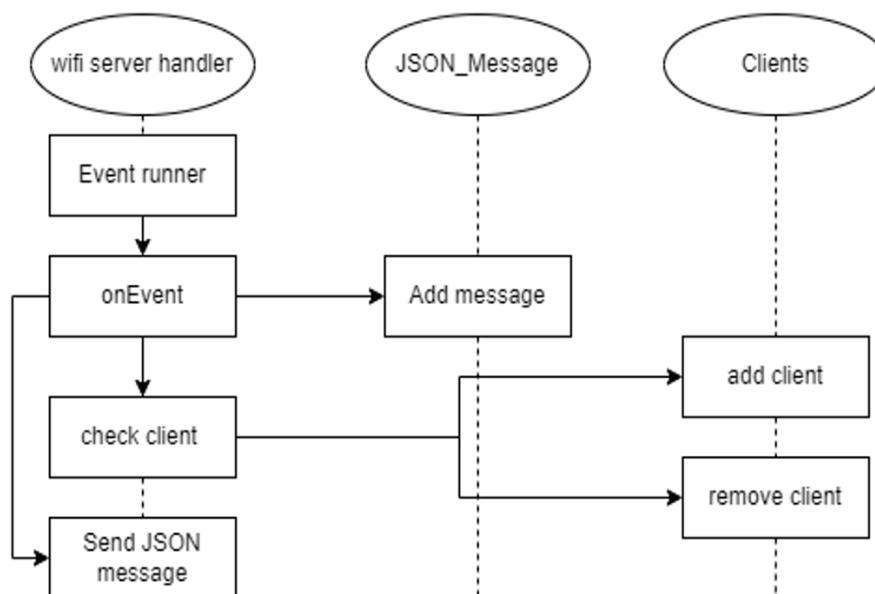 wifi server handler
JSON_Message
Clients
Event runner
onEvent
Add message
add client
check client
remove client
Send JSON
message